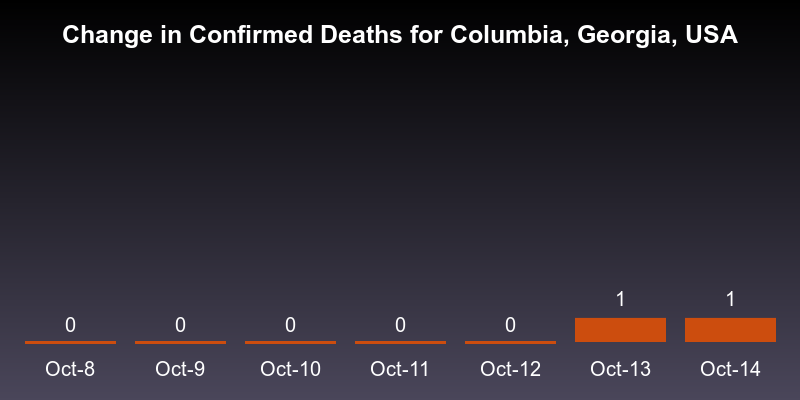 Change in Confirmed Deaths for Columbia, Georgia, USA
0 0 0 0 0 1 1
Oct-8 Oct-9 Oct-10 Oct-11 Oct-12 Oct-13 Oct-14